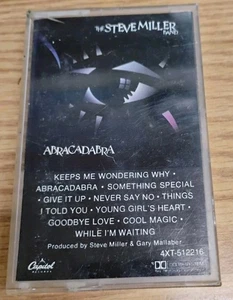 THE STEVE MILLER
BAND
ABRACADABRA
KEEPS ME WONDERING WHY •
ABRACADABRA • SOMETHING SPECIAL
• GIVE IT UP • NEVER SAY NO • THINGS
I TOLD YOU • YOUNG GIRL'S HEART •
GOODBYE LOVE • COOL MAGIC •
WHILE I'M WAITING
Produced by Steve Miller & Gary Mallaber
4XT-512216
Capitol